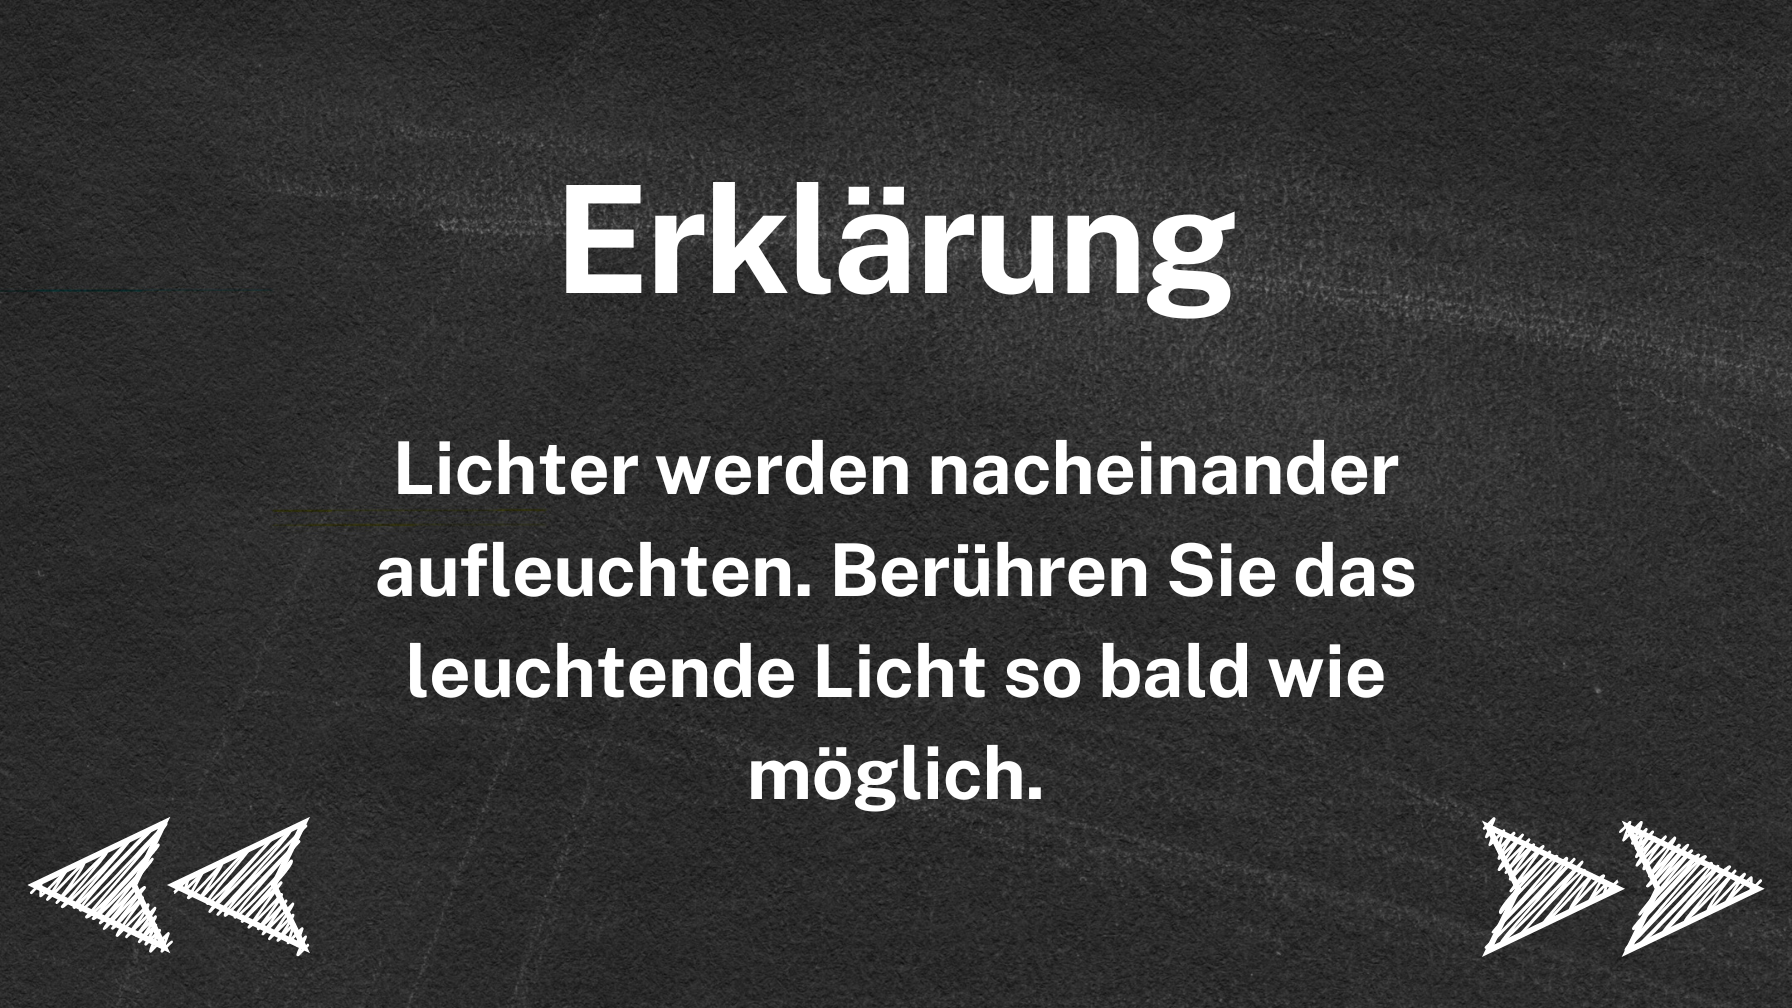 Erklärung
Lichter werden nacheinander
aufleuchten. Berühren Sie das
leuchtende Licht so bald wie
möglich.